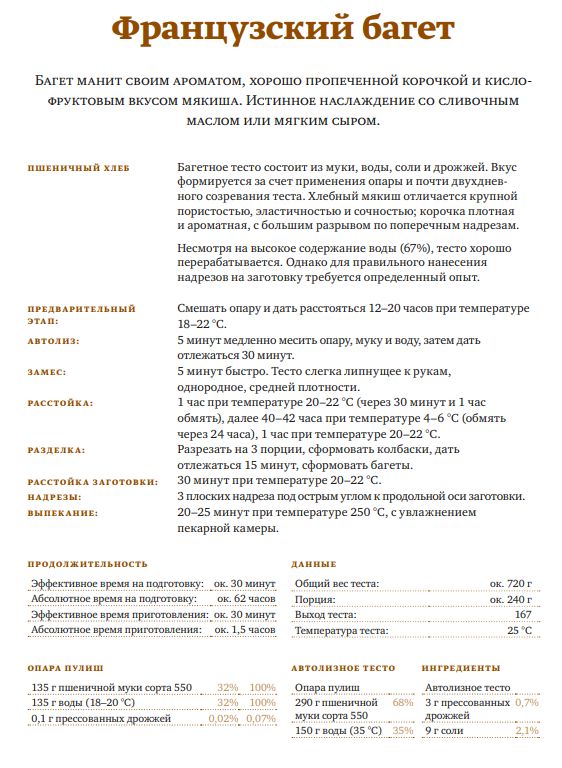 Французский багет
Багет манит своим ароматом, хорошо пропеченной корочкой и кисло-
фруктовым вкусом мякиша. Истинное наслаждение со сливочным
маслом или мягким сыром.
ПШЕНИЧНЫЙ ХЛЕБ
Багетное тесто состоит из муки, воды, соли и дрожжей. Вкус
формируется за счет применения опары и почти двухднев-
ного созревания теста. Хлебный мякиш отличается крупной
пористостью, эластичностью и сочностью; корочка плотная
и ароматная, с большим разрывом по поперечным надрезам.
Несмотря на высокое содержание воды (67%), тесто хорошо
перерабатывается. Однако для правильного нанесения
надрезов на заготовку требуется определенный опыт.
ПРЕДВАРИТЕЛЬНЫЙ
ЭТАП:
Смешать опару и дать расстояться 12–20 часов при температуре
18–22 °C.
АВТОЛИЗ:
5 минут медленно месить опару, муку и воду, затем дать
отлежаться 30 минут.
ЗАМЕС:
5 минут быстро. Тесто слегка липнущее к рукам,
однородное, средней плотности.
РАССТОЙКА:
1 час при температуре 20–22 °C (через 30 минут и 1 час
обмять), далее 40–42 часа при температуре 4–6 °C (обмять
через 24 часа), 1 час при температуре 20–22 °C.
РАЗДЕЛКА:
Разрезать на 3 порции, сформовать колбаски, дать
отлежаться 15 минут, сформовать багеты.
РАССТОЙКА ЗАГОТОВКИ:
30 минут при температуре 20–22 °C.
НАДРЕЗЫ:
3 плоских надреза под острым углом к продольной оси заготовки.
ВЫПЕКАНИЕ:
20–25 минут при температуре 250 °C, с увлажнением
пекарной камеры.
ПРОДОЛЖИТЕЛЬНОСТЬ
Эффективное время на подготовку: ок. 30 минут
Абсолютное время на подготовку: ок. 62 часов
Эффективное время приготовления: ок. 30 минут
Абсолютное время приготовления: ок. 1,5 часов
ДАННЫЕ
Общий вес теста: ок. 720 г
Порция: ок. 240 г
Выход теста: 167
Температура теста: 25 °C
ОПАРА ПУЛИШ
135 г пшеничной муки сорта 550 32% 100%
135 г воды (18–20 °C) 32% 100%
0,1 г прессованных дрожжей 0,02% 0,07%
АВТОЛИЗНОЕ ТЕСТО
Опара пулиш
290 г пшеничной 68%
муки сорта 550
150 г воды (35 °C) 35%
ИНГРЕДИЕНТЫ
Автолизное тесто
3 г прессованных 0,7%
дрожжей
9 г соли 2,1%